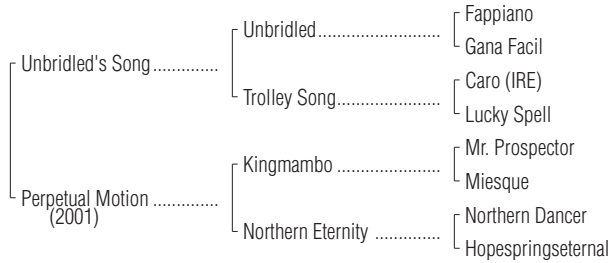 Fappiano
Unbridled..........................
Gana Facil
Unbridled's Song ..............
Caro (IRE)
Trolley Song......................
Lucky Spell
Mr. Prospector
Kingmambo ......................
Miesque
Perpetual Motion ..............
(2001)
Northern Dancer
Northern Eternity ..............
Hopespringseternal